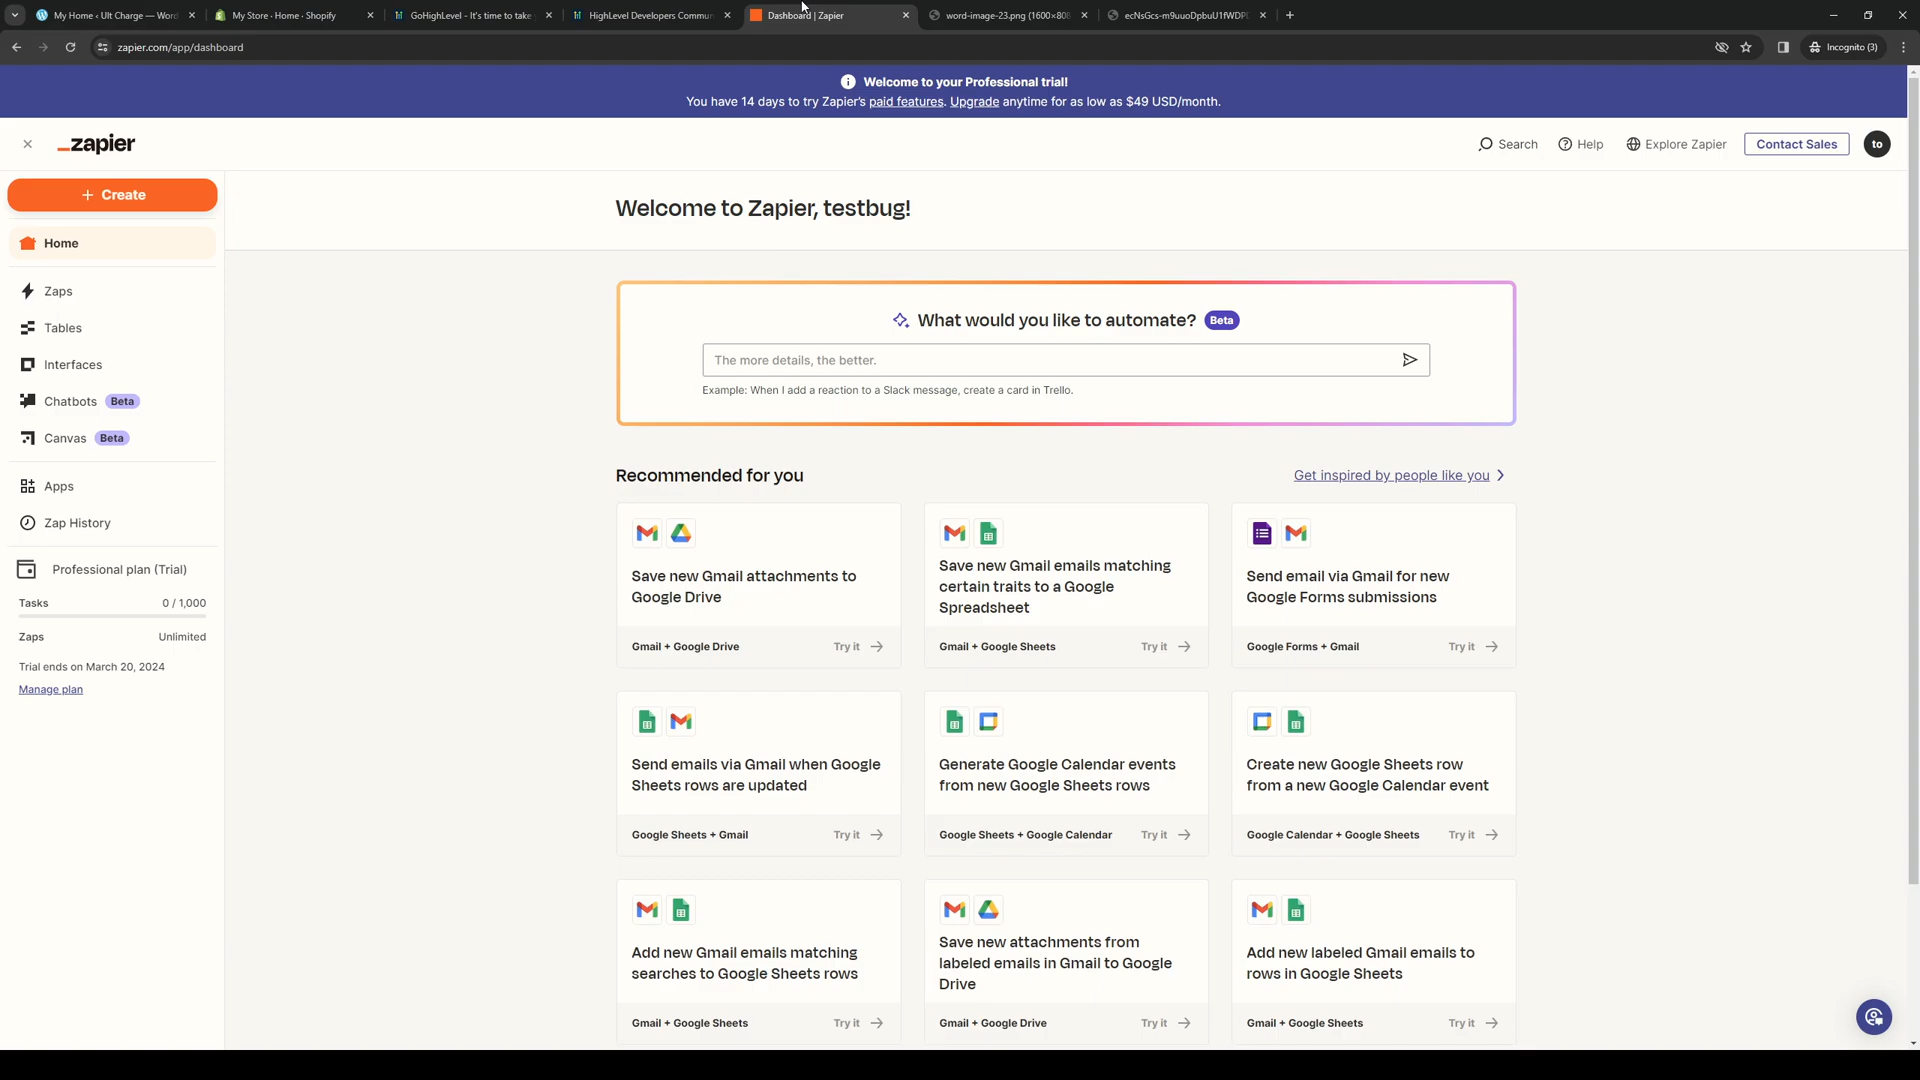 My Home ‹ Ult Charge — Word
My Store · Home · Shopify
GoHighLevel - It's time to take
HighLevel Developers Commun
Dashboard | Zapier
word-image-23.png (1600×808
zapier.com/app/dashboard
Incognito (3)
Welcome to your Professional trial!
You have 14 days to try Zapier's paid features. Upgrade anytime for as low as $49 USD/month.
_zapier
Search
Help
Explore Zapier
Contact Sales
to
+ Create
Home
Zaps
Tables
Interfaces
Chatbots Beta
Canvas Beta
Apps
Zap History
Professional plan (Trial)
Tasks 0 / 1,000
Zaps Unlimited
Trial ends on March 20, 2024
Manage plan
Welcome to Zapier, testbug!
What would you like to automate? Beta
The more details, the better.
Example: When I add a reaction to a Slack message, create a card in Trello.
Recommended for you
Get inspired by people like you
Save new Gmail attachments to
Google Drive
Gmail + Google Drive Try it
Save new Gmail emails matching
certain traits to a Google
Spreadsheet
Gmail + Google Sheets Try it
Send email via Gmail for new
Google Forms submissions
Google Forms + Gmail Try it
Send emails via Gmail when Google
Sheets rows are updated
Google Sheets + Gmail Try it
Generate Google Calendar events
from new Google Sheets rows
Google Sheets + Google Calendar Try it
Create new Google Sheets row
from a new Google Calendar event
Google Calendar + Google Sheets Try it
Add new Gmail emails matching
searches to Google Sheets rows
Gmail + Google Sheets Try it
Save new attachments from
labeled emails in Gmail to Google
Drive
Gmail + Google Drive Try it
Add new labeled Gmail emails to
rows in Google Sheets
Gmail + Google Sheets Try it